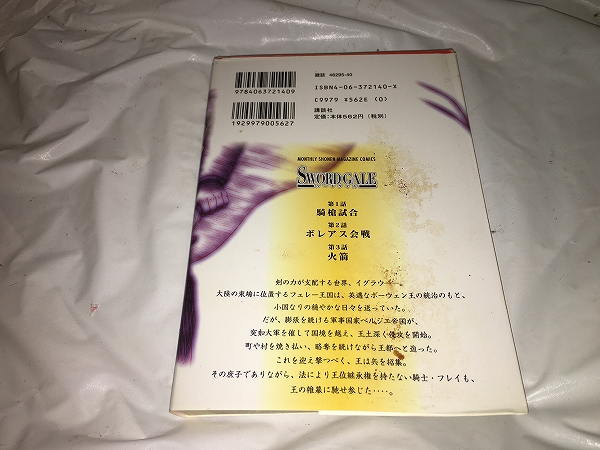 雑誌 46295-40
9784063721409
ISBN4-06-372140-X
C9979 ¥562E (0)
講談社
定価:本体562円(税別)
1929979005627
MONTHLY SHONEN MAGAZINE COMICS
SWORD GALE
第1話
騎槍試合
第2話
ボレアス会戦
第3話
火箭
剣の力が支配する世界、イグラウ
大陸の東端に位置するフェレー王国は、英邁なボーウェン王の統治のもと、
小国なりの穏やかな日々を送っていた。
だが、膨張を続ける軍事国家ベルジエ帝国が、
突如大軍を催して国境を越え、王土深く侵攻を開始。
町や村を焼き払い、略奪を続けながら王都へと迫った。
これを迎え撃つべく、王は兵を招集。
その庶子でありながら、法により王位継承権を持たない騎士・フレイも、
王の帷幕に馳せ参じた‥‥。